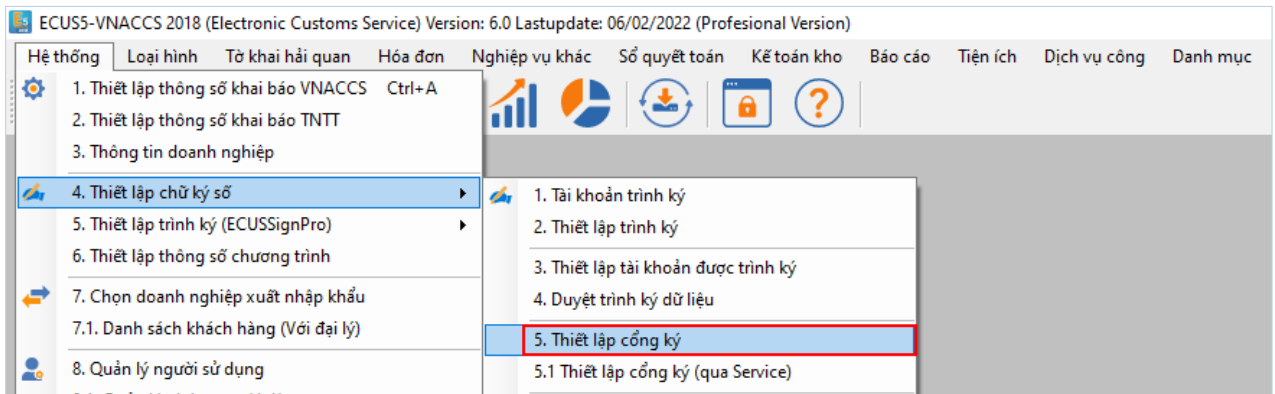 ECUS5-VNACCS 2018 (Electronic Customs Service) Version: 6.0 Lastupdate: 06/02/2022 (Profesional Version)
Hệ thống Loại hình Tờ khai hải quan Hóa đơn Nghiệp vụ khác Sổ quyết toán Kế toán kho Báo cáo Tiện ích Dịch vụ công Danh mục
1. Thiết lập thông số khai báo VNACCS Ctrl+A
2. Thiết lập thông số khai báo TNTT
3. Thông tin doanh nghiệp
4. Thiết lập chữ ký số
5. Thiết lập trình ký (ECUSSignPro)
6. Thiết lập thông số chương trình
7. Chọn doanh nghiệp xuất nhập khẩu
7.1. Danh sách khách hàng (Với đại lý)
8. Quản lý người sử dụng
1. Tài khoản trình ký
2. Thiết lập trình ký
3. Thiết lập tài khoản được trình ký
4. Duyệt trình ký dữ liệu
5. Thiết lập cổng ký
5.1 Thiết lập cổng ký (qua Service)